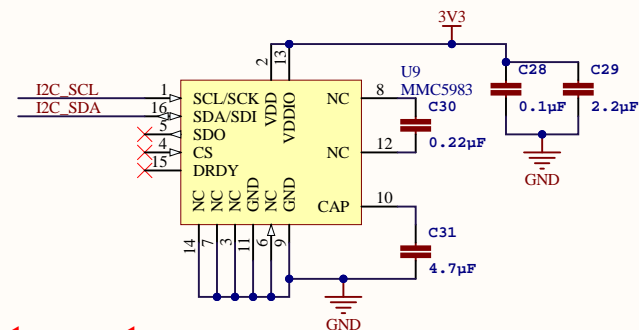 3V3
I2C_SCL
I2C_SDA
1
16
5
4
15
SCL/SCK
SDA/SDI
SDO
CS
DRDY
2
13
VDD
VDDIO
U9
MMC5983
8
NC
12
NC
10
CAP
C30
0.22µF
C31
4.7µF
C28
0.1µF
C29
2.2µF
GND
NC
NC
NC
GND
NC
GND
14
7
3
11
6
9
GND